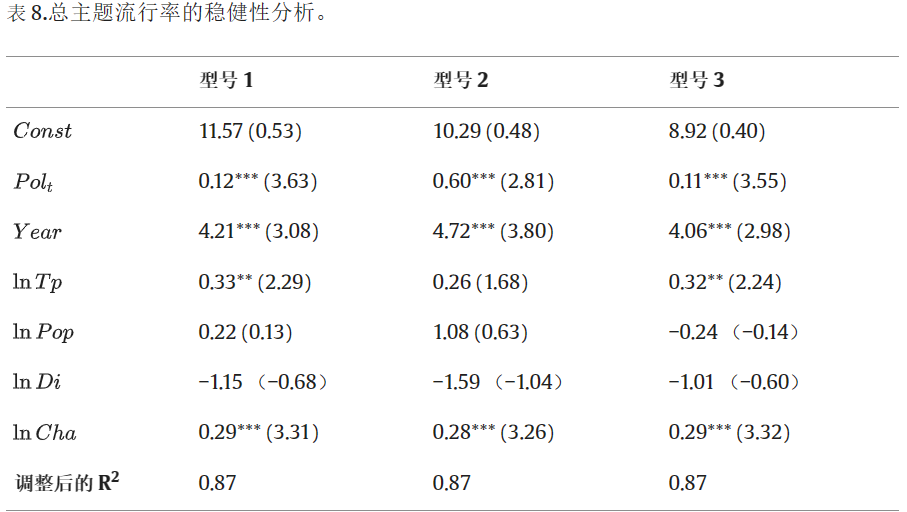 表 8.总主题流行率的稳健性分析。
型号 1 型号 2 型号 3
Const 11.57 (0.53) 10.29 (0.48) 8.92 (0.40)
Pol_t 0.12*** (3.63) 0.60*** (2.81) 0.11*** (3.55)
Year 4.21*** (3.08) 4.72*** (3.80) 4.06*** (2.98)
ln Tp 0.33** (2.29) 0.26 (1.68) 0.32** (2.24)
ln Pop 0.22 (0.13) 1.08 (0.63) −0.24 （−0.14）
ln Di −1.15 （−0.68） −1.59 （−1.04） −1.01 （−0.60）
ln Cha 0.29*** (3.31) 0.28*** (3.26) 0.29*** (3.32)
调整后的 R² 0.87 0.87 0.87